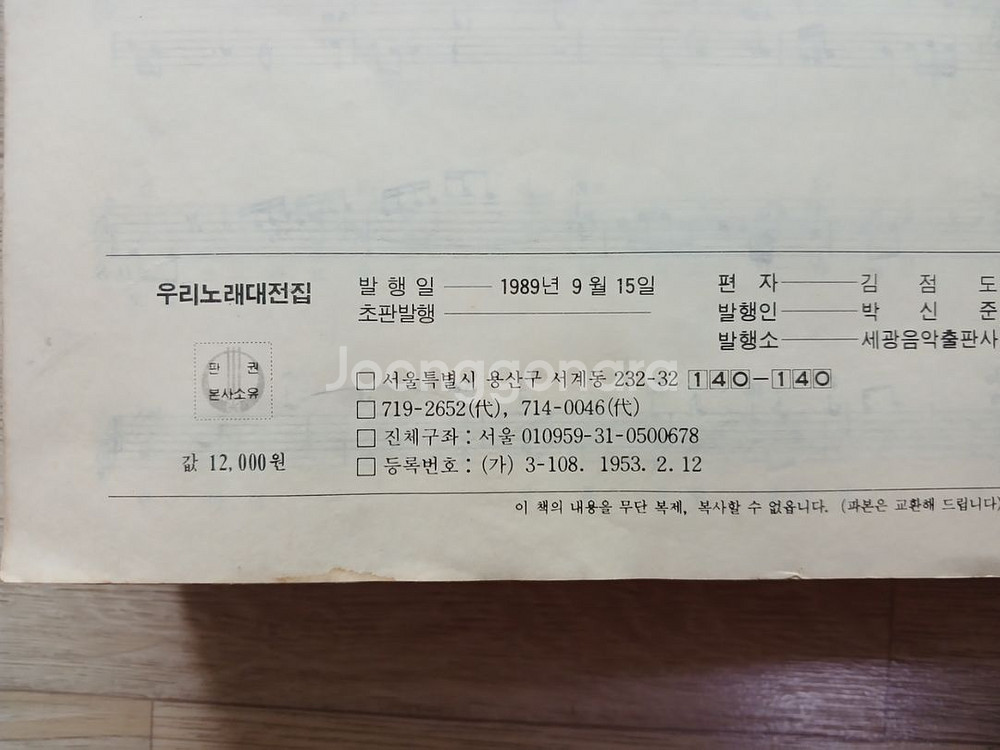 우리노래대전집
판 권
본사소유
값 12,000원
발 행 일 —— 1989년 9월 15일
초판발행 ——————
편 자 ——— 김 점 도
발행인 ——— 박 신 준
발행소 ——— 세광음악출판사
□ 서울특별시 용산구 서계동 232-32 140-140
□ 719-2652(代), 714-0046(代)
□ 진체구좌 : 서울 010959-31-0500678
□ 등록번호 : (가) 3-108. 1953. 2. 12
이 책의 내용을 무단 복제, 복사할 수 없읍니다. (파본은 교환해 드립니다)
Joonggonara